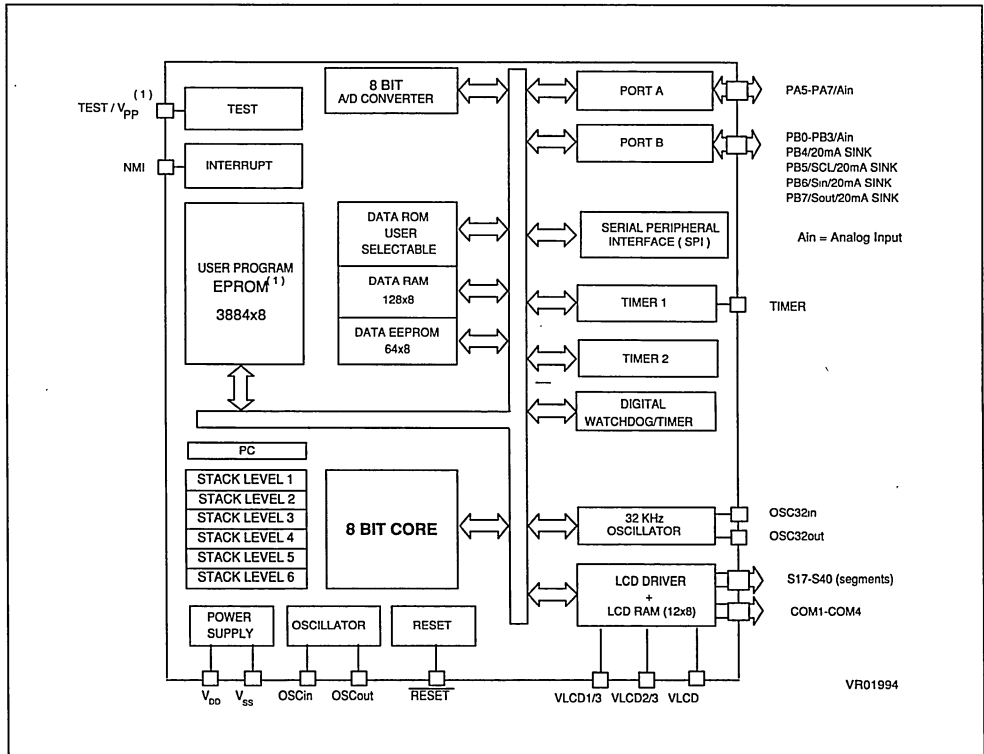 TEST / VPP (1)
TEST
NMI
INTERRUPT
USER PROGRAM
EPROM(1)
3884x8
8 BIT
A/D CONVERTER
DATA ROM
USER
SELECTABLE
DATA RAM
128x8
DATA EEPROM
64x8
PORT A
PA5-PA7/Ain
PORT B
PB0-PB3/Ain
PB4/20mA SINK
PB5/SCL/20mA SINK
PB6/Sin/20mA SINK
PB7/Sout/20mA SINK
SERIAL PERIPHERAL
INTERFACE ( SPI )
Ain = Analog Input
TIMER 1
TIMER
TIMER 2
DIGITAL
WATCHDOG/TIMER
PC
STACK LEVEL 1
STACK LEVEL 2
STACK LEVEL 3
STACK LEVEL 4
STACK LEVEL 5
STACK LEVEL 6
8 BIT CORE
32 KHz
OSCILLATOR
OSC32in
OSC32out
LCD DRIVER
+
LCD RAM (12x8)
S17-S40 (segments)
COM1-COM4
POWER
SUPPLY
OSCILLATOR
RESET
VDD
VSS
OSCin
OSCout
RESET
VLCD1/3
VLCD2/3
VLCD
VR01994